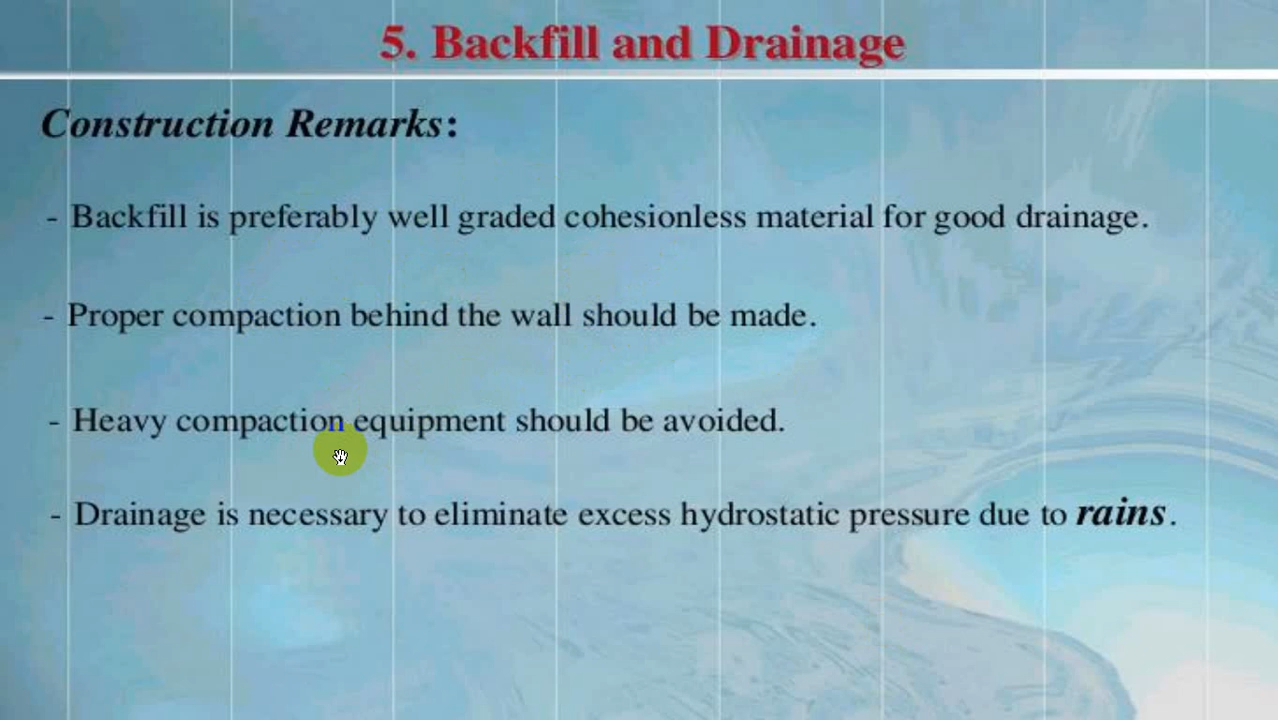 5. Backfill and Drainage
Construction Remarks:
- Backfill is preferably well graded cohesionless material for good drainage.
- Proper compaction behind the wall should be made.
- Heavy compaction equipment should be avoided.
- Drainage is necessary to eliminate excess hydrostatic pressure due to rains.